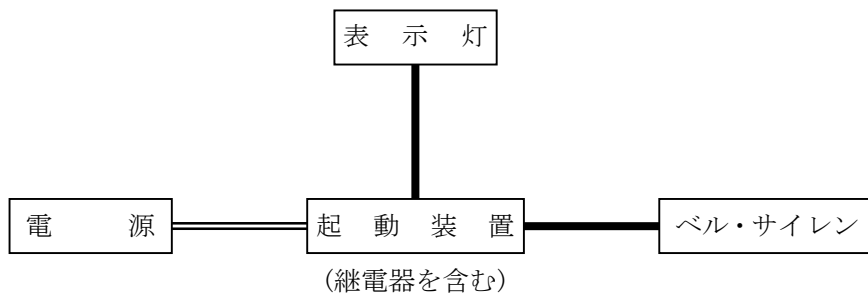 表示灯
電源
起動装置
ベル・サイレン
(継電器を含む)